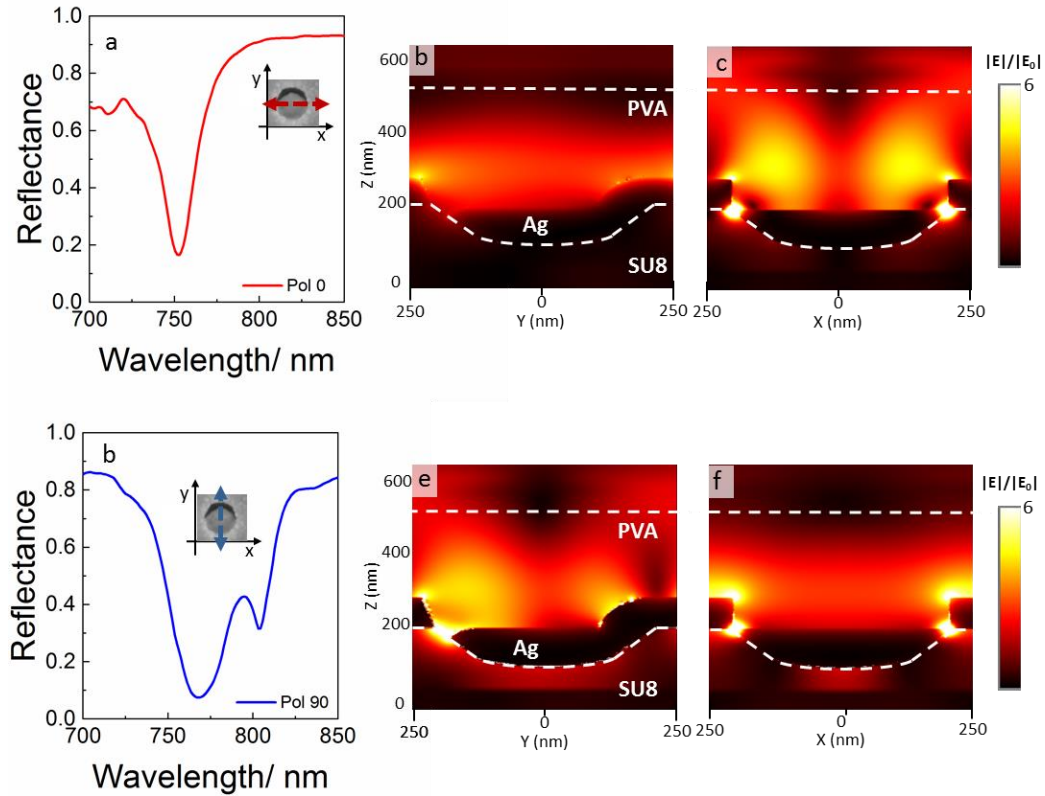 a
1.0
0.8
0.6
0.4
0.2
0.0
Reflectance
y
x
Pol 0
700 750 800 850
Wavelength/ nm
b
600
400
200
0
Z (nm)
PVA
Ag
SU8
250 0 250
Y (nm)
c
250 0 250
X (nm)
|E|/|E₀|
6
b
1.0
0.8
0.6
0.4
0.2
0.0
Reflectance
y
x
Pol 90
700 750 800 850
Wavelength/ nm
e
600
400
200
0
Z (nm)
PVA
Ag
SU8
250 0 250
Y (nm)
f
250 0 250
X (nm)
|E|/|E₀|
6